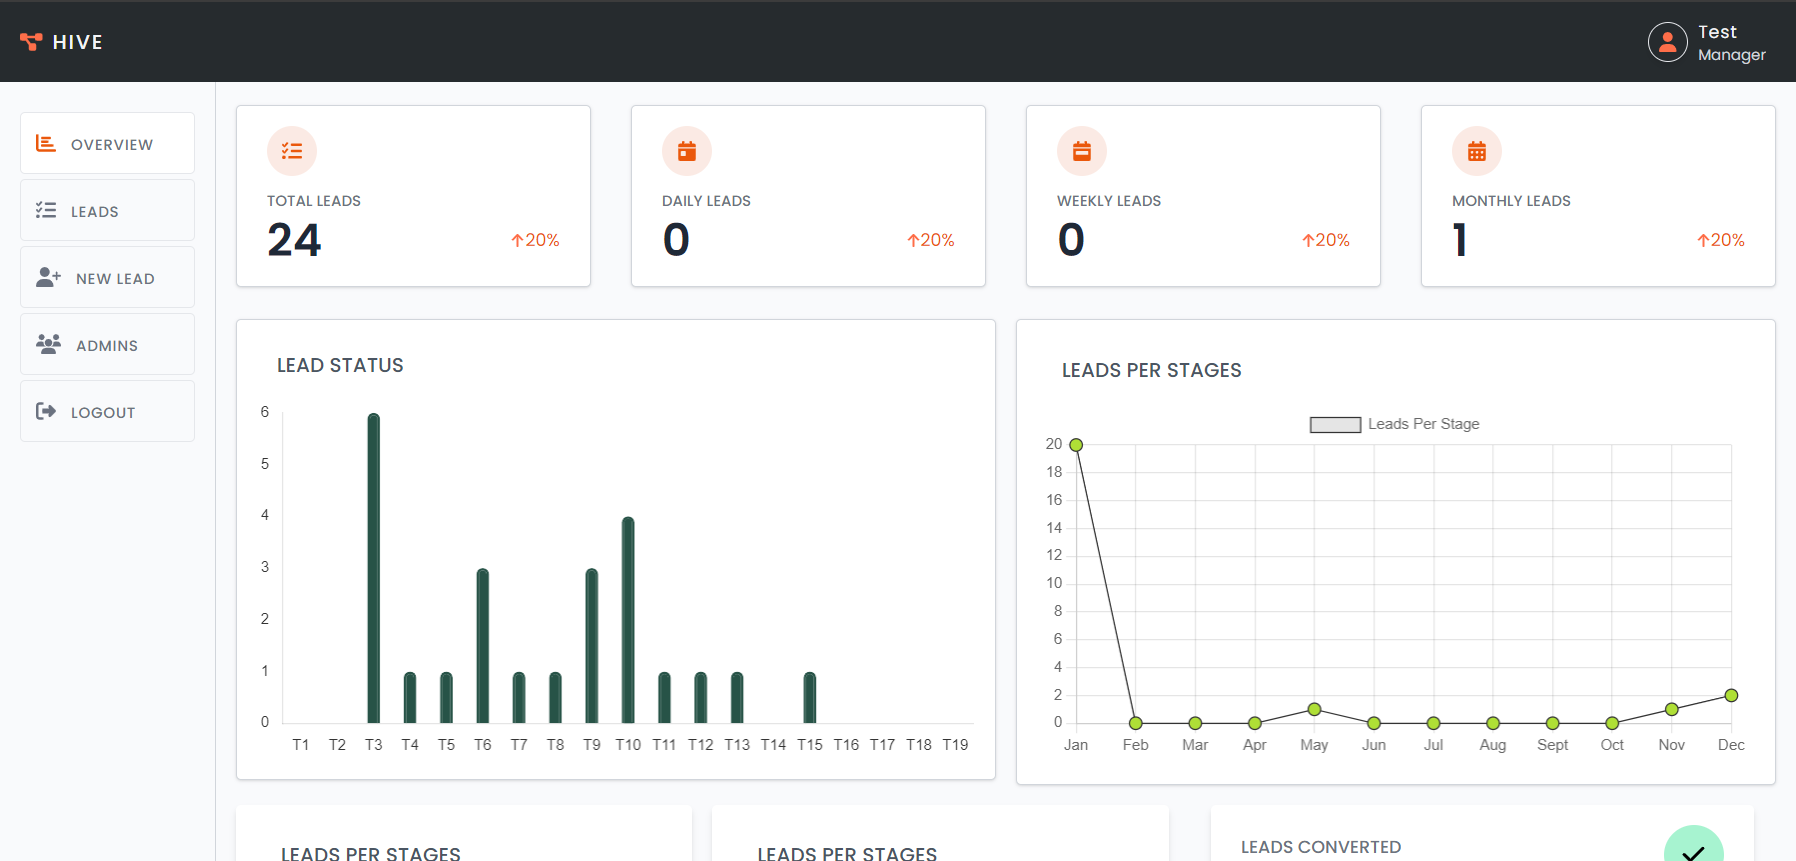 HIVE
Test
Manager
OVERVIEW
LEADS
NEW LEAD
ADMINS
LOGOUT
TOTAL LEADS
24
20%
DAILY LEADS
0
20%
WEEKLY LEADS
0
20%
MONTHLY LEADS
1
20%
LEAD STATUS
6
5
4
3
2
1
0
T1 T2 T3 T4 T5 T6 T7 T8 T9 T10 T11 T12 T13 T14 T15 T16 T17 T18 T19
LEADS PER STAGES
Leads Per Stage
20
18
16
14
12
10
8
6
4
2
0
Jan Feb Mar Apr May Jun Jul Aug Sept Oct Nov Dec
LEADS PER STAGES
LEADS PER STAGES
LEADS CONVERTED